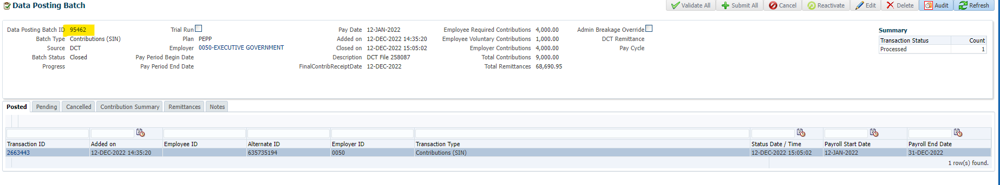 Data Posting Batch
Validate All Submit All Cancel Reactivate Edit Delete Audit Refresh
Data Posting Batch ID 95462 Trial Run Pay Date 12-JAN-2022 Employee Required Contributions 4,000.00 Admin Breakage Override Summary
Batch Type Contributions (SIN) Plan PEPP Added on 12-DEC-2022 14:35:20 Employee Voluntary Contributions 1,000.00 DCT Remittance Transaction Status Count
Source DCT Employer 0050-EXECUTIVE GOVERNMENT Closed on 12-DEC-2022 15:05:02 Employer Contributions 4,000.00 Pay Cycle Processed 1
Batch Status Closed Pay Period Begin Date Description DCT File 258087 Total Contributions 9,000.00
Progress Pay Period End Date FinalContribReceiptDate 12-DEC-2022 Total Remittances 68,690.95
Posted Pending Cancelled Contribution Summary Remittances Notes
Transaction ID Added on Employee ID Alternate ID Employer ID Transaction Type Status Date / Time Payroll Start Date Payroll End Date
2663443 12-DEC-2022 14:35:20 635735194 0050 Contributions (SIN) 12-DEC-2022 15:05:02 12-JAN-2022 31-DEC-2022
1 row(s) found.